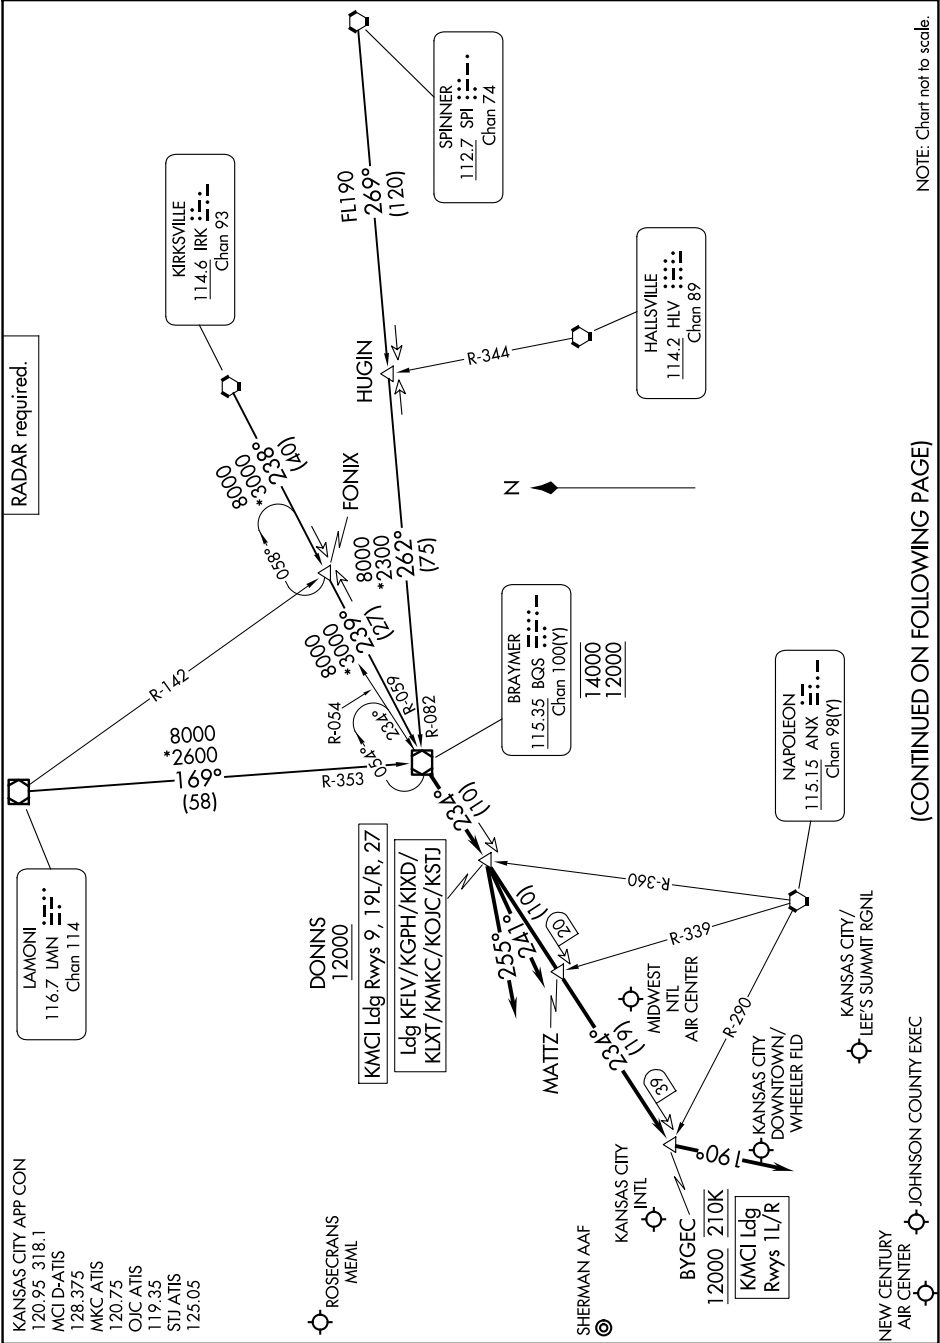 KANSAS CITY APP CON
120.95 318.1
MCI D-ATIS
128.375
MKC ATIS
120.75
OJC ATIS
119.35
STJ ATIS
125.05
RADAR required.
LAMONI
116.7 LMN
Chan 114
KIRKSVILLE
114.6 IRK
Chan 93
SPINNER
112.7 SPI
Chan 74
HALLSVILLE
114.2 HLV
Chan 89
BRAYMER
115.35 BQS
Chan 100(Y)
14000
12000
NAPOLEON
115.15 ANX
Chan 98(Y)
8000
*2600
169°
(58)
R-353
R-142
8000
*3000
238°
(40)
058°
FONIX
8000
*3000
239°
(27)
R-059
R-054
234°
054°
FL190
269°
(120)
HUGIN
R-344
8000
*2300
262°
(75)
R-082
N
234°
(10)
DONNS
12000
KMCI Ldg Rwys 9, 19L/R, 27
Ldg KFLV/KGPH/KIXD/
KLXT/KMKC/KOJC/KSTJ
255°
241°
(10)
20
MATTZ
R-360
R-339
R-290
234°
(19)
39
BYGEC
12000 210K
KMCI Ldg
Rwys 1L/R
190°
ROSECRANS
MEML
SHERMAN AAF
KANSAS CITY
INTL
MIDWEST
NTL
AIR CENTER
KANSAS CITY
DOWNTOWN/
WHEELER FLD
KANSAS CITY/
LEE'S SUMMIT RGNL
NEW CENTURY
AIR CENTER
JOHNSON COUNTY EXEC
(CONTINUED ON FOLLOWING PAGE)
NOTE: Chart not to scale.